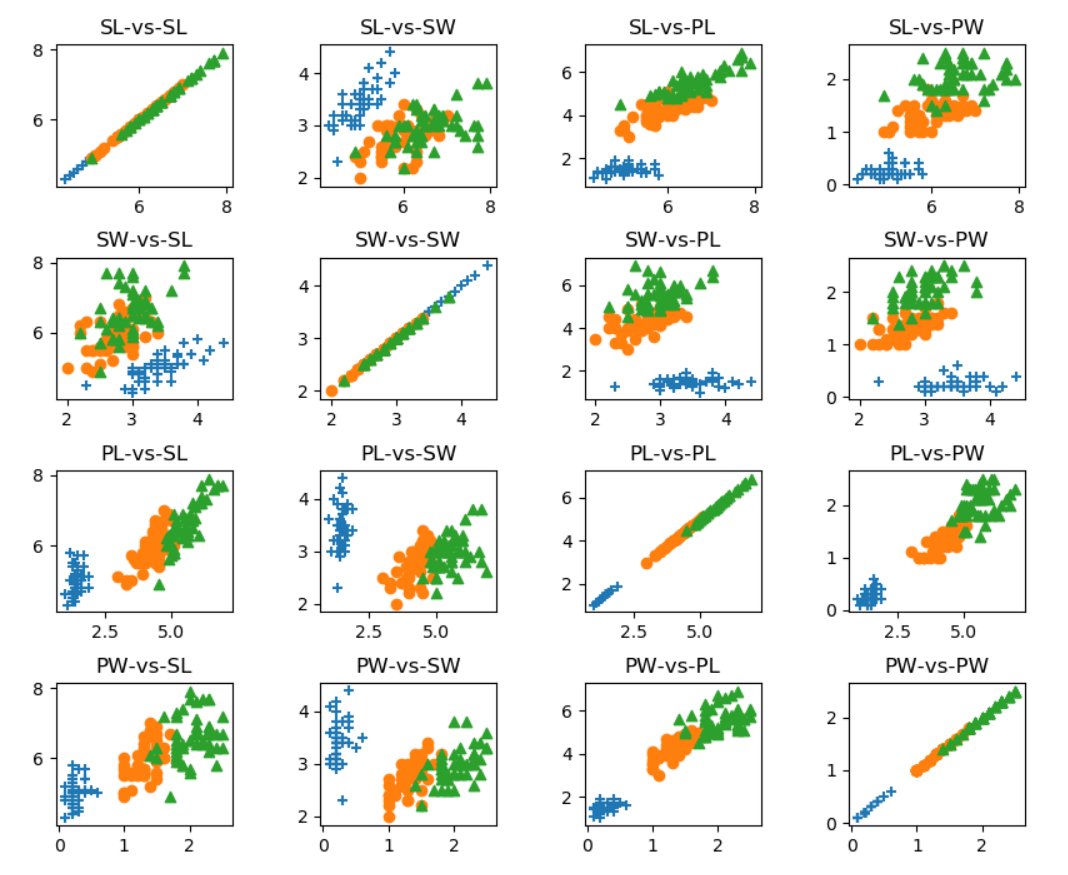 SL-vs-SL SL-vs-SW SL-vs-PL SL-vs-PW
8 6 6 8
4 3 2 6 8
6 4 2 6 8
2 1 0 6 8
SW-vs-SL SW-vs-SW SW-vs-PL SW-vs-PW
8 6 2 3 4
4 3 2 2 3 4
6 4 2 2 3 4
2 1 0 2 3 4
PL-vs-SL PL-vs-SW PL-vs-PL PL-vs-PW
8 6 2.5 5.0
4 3 2 2.5 5.0
6 4 2 2.5 5.0
2 1 0 2.5 5.0
PW-vs-SL PW-vs-SW PW-vs-PL PW-vs-PW
8 6 0 1 2
4 3 2 0 1 2
6 4 2 0 1 2
2 1 0 0 1 2